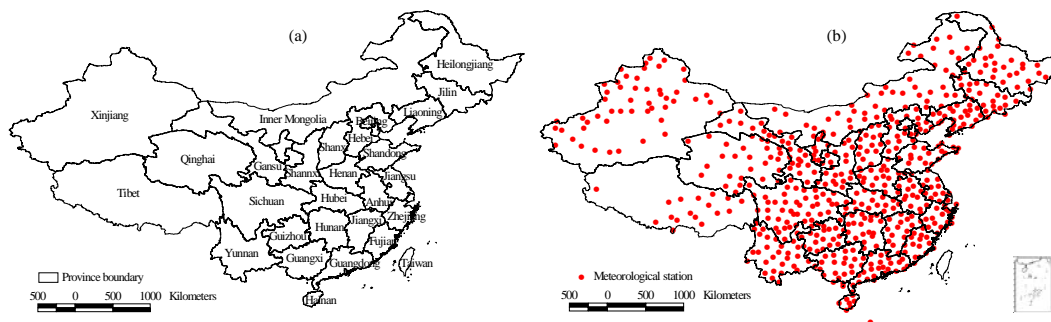 (a)
Heilongjiang
Jilin
Liaoning
Xinjiang
Inner Mongolia
Beijing
Hebei
Shanxi
Shandong
Qinghai
Gansu
Shannxi
Henan
Jiangsu
Tibet
Sichuan
Hubei
Anhui
Zhejiang
Hunan
Jiangxi
Guizhou
Fujian
Yunnan
Guangxi
Guangdong
Taiwan
Hainan
Province boundary
500 0 500 1000 Kilometers
(b)
Meteorological station
500 0 500 1000 Kilometers